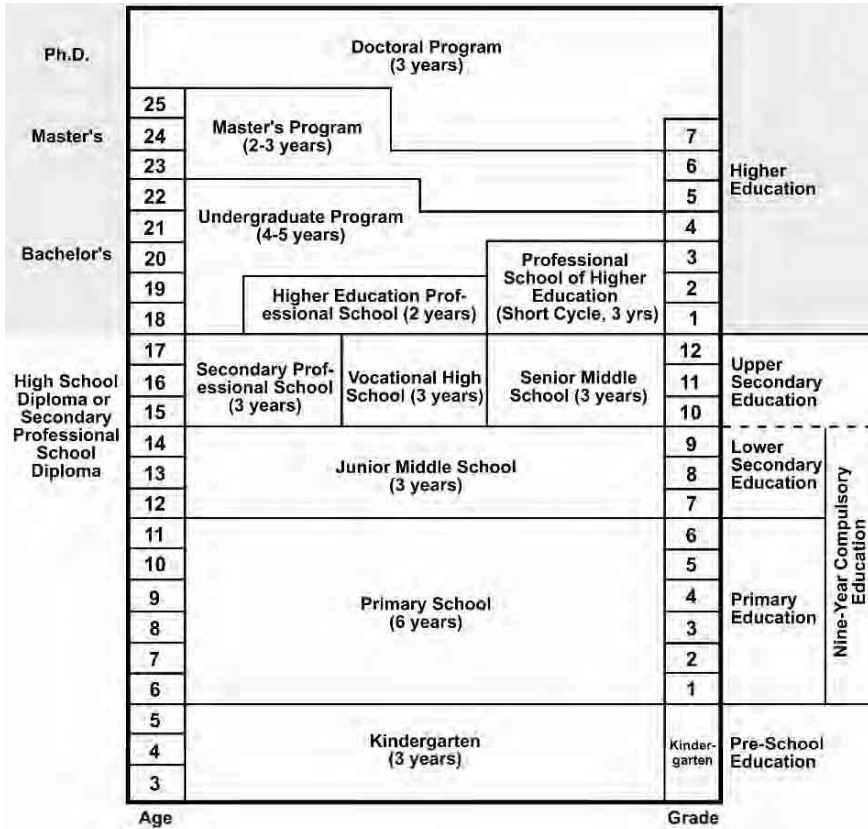 Ph.D.
Doctoral Program
(3 years)
25
Master's
24
Master's Program
(2-3 years)
7
23
6
Higher
Education
22
5
21
Undergraduate Program
(4-5 years)
4
Bachelor's
20
Professional
School of Higher
Education
(Short Cycle, 3 yrs)
3
19
Higher Education Prof-
essional School (2 years)
2
18
1
17
Secondary Prof-
essional School
(3 years)
Vocational High
School (3 years)
Senior Middle
School (3 years)
12
Upper
Secondary
Education
High School
Diploma or
Secondary
Professional
School
Diploma
16
11
15
10
14
Junior Middle School
(3 years)
9
Lower
Secondary
Education
13
8
12
7
Nine-Year Compulsory
Education
11
6
10
5
9
Primary School
(6 years)
4
Primary
Education
8
3
7
2
6
1
5
Kindergarten
(3 years)
4
Kinder-
garten
Pre-School
Education
3
Age
Grade